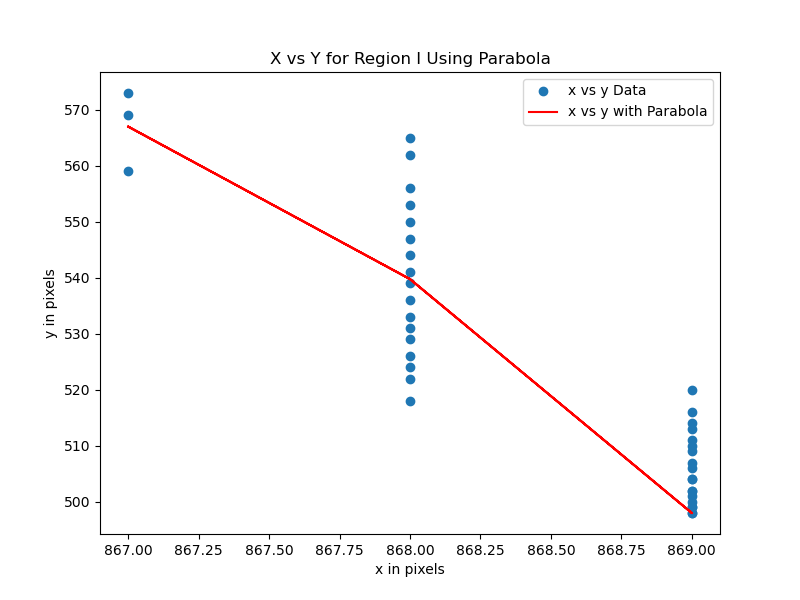 X vs Y for Region I Using Parabola
x vs y Data
x vs y with Parabola
570
560
550
540
530
520
510
500
y in pixels
867.00 867.25 867.50 867.75 868.00 868.25 868.50 868.75 869.00
x in pixels